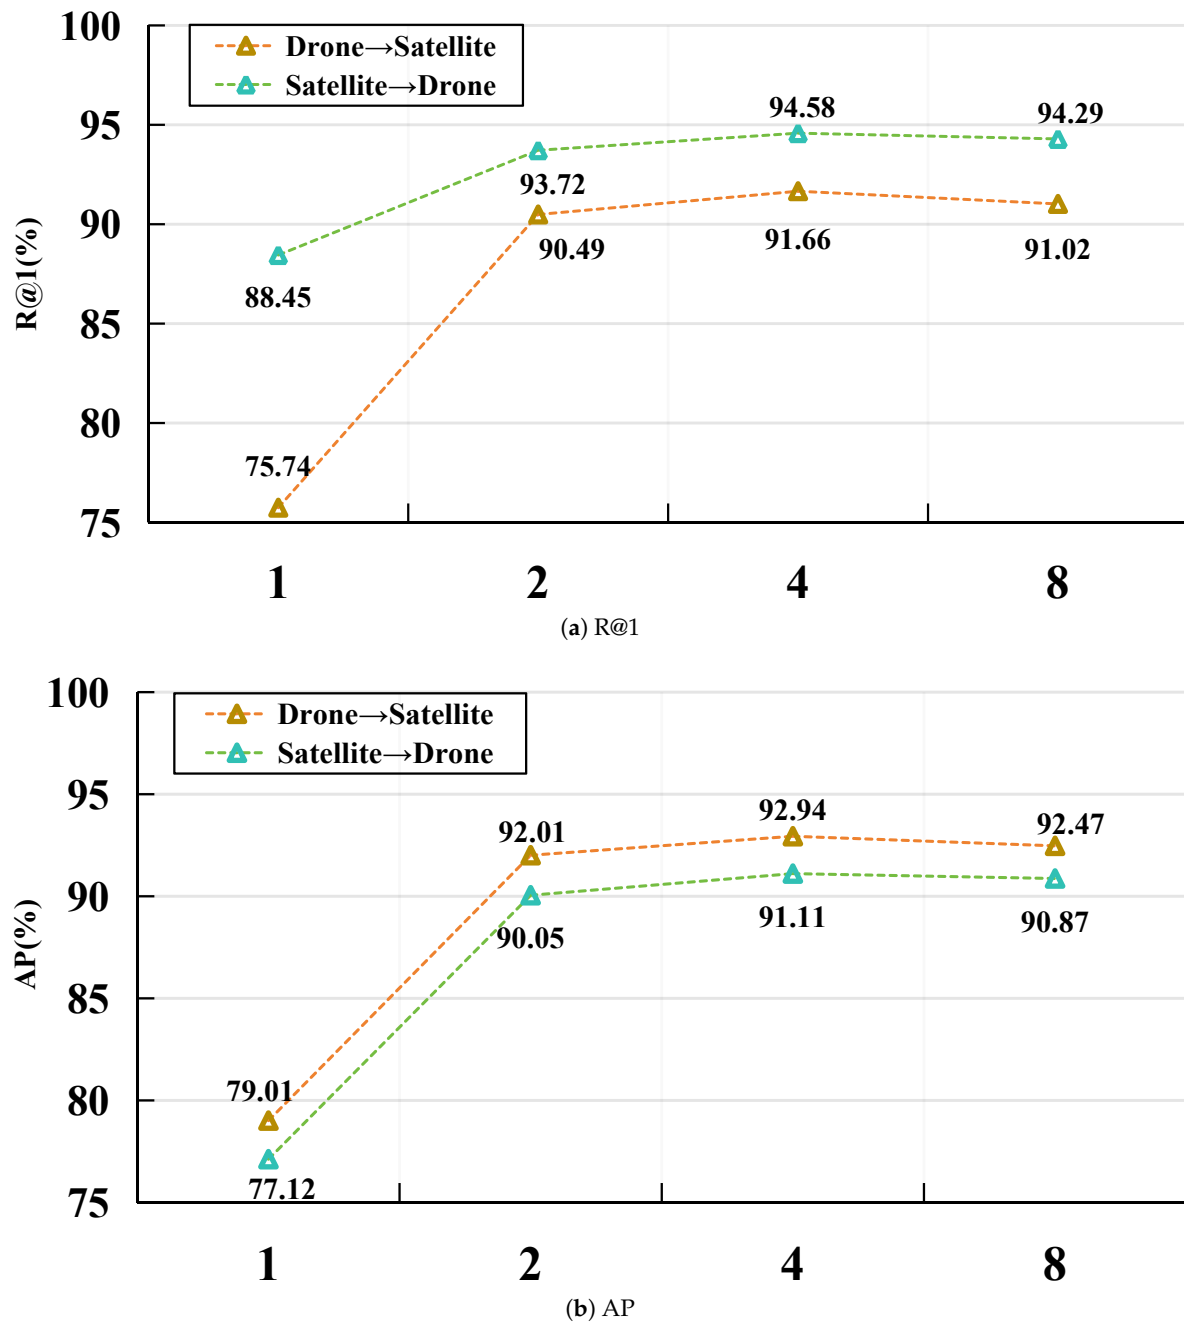 100
Drone→Satellite
Satellite→Drone
95
94.58
94.29
93.72
90
90.49
91.66
91.02
88.45
85
80
75.74
75
R@1(%)
1 2 4 8
(a) R@1
100
Drone→Satellite
Satellite→Drone
95
92.01
92.94
92.47
90
90.05
91.11
90.87
85
80
79.01
77.12
75
AP(%)
1 2 4 8
(b) AP